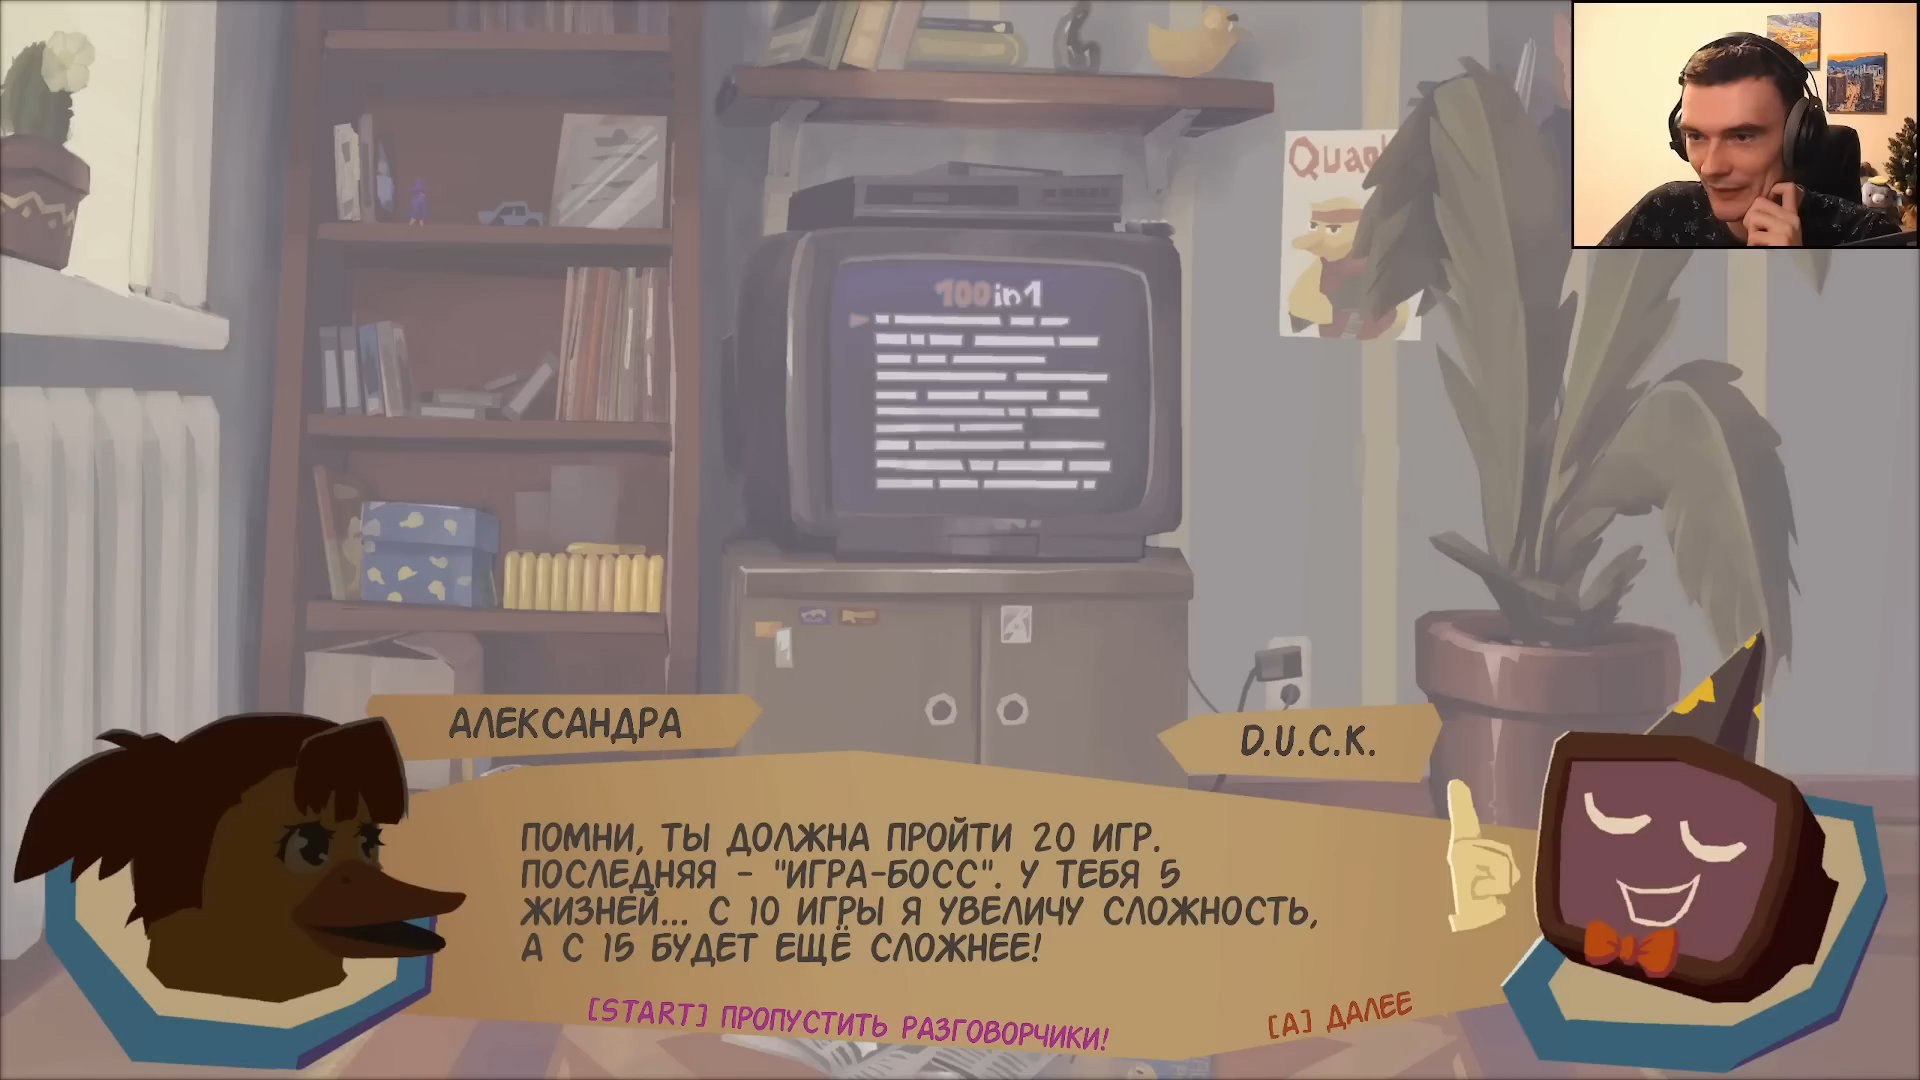 100in1
АЛЕКСАНДРА
D.U.C.K.
ПОМНИ, ТЫ ДОЛЖНА ПРОЙТИ 20 ИГР.
ПОСЛЕДНЯЯ - "ИГРА-БОСС". У ТЕБЯ 5
ЖИЗНЕЙ... С 10 ИГРЫ Я УВЕЛИЧУ СЛОЖНОСТЬ,
А С 15 БУДЕТ ЕЩЁ СЛОЖНЕЕ!
[START] ПРОПУСТИТЬ РАЗГОВОРЧИКИ!
[A] ДАЛЕЕ